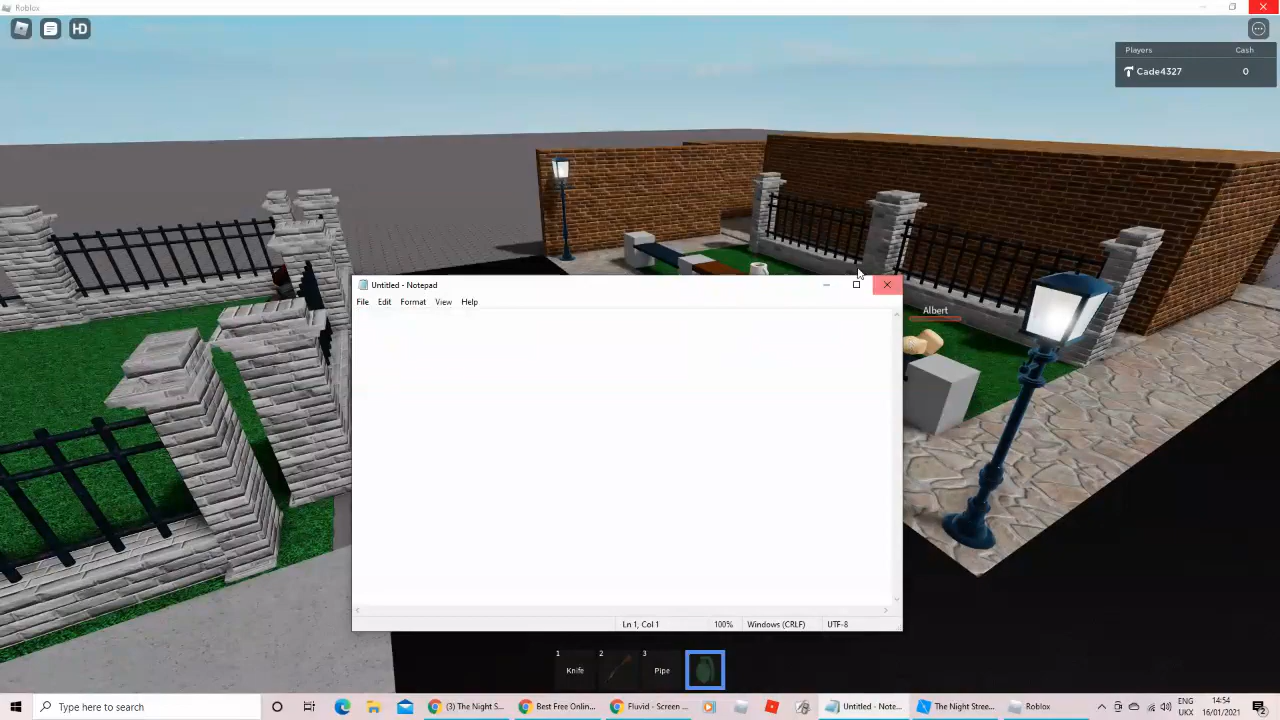 Roblox
HD
Players Cash
Cade4327 0
Untitled - Notepad
File Edit Format View Help
Albert
Ln 1, Col 1 100% Windows (CRLF) UTF-8
1 2 3
Knife Pipe
Type here to search
(3) The Night S... Best Free Onlin... Fluvid - Screen ... Untitled - Note... The Night Stree... Roblox
ENG
UKX
14:54
16/01/2021
2